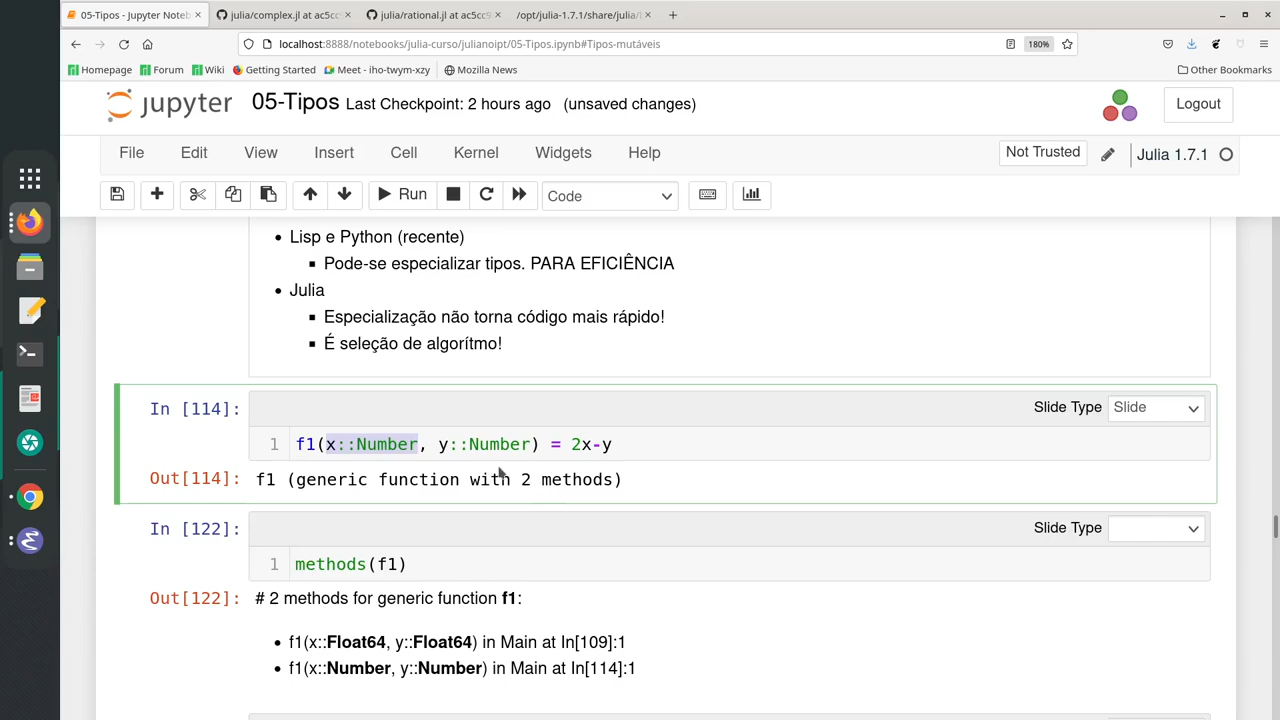 05-Tipos - Jupyter Noteb
julia/complex.jl at ac5cc
julia/rational.jl at ac5cc9
/opt/julia-1.7.1/share/julia/
localhost:8888/notebooks/julia-curso/julianoipt/05-Tipos.ipynb#Tipos-mutáveis
180%
Homepage Forum Wiki Getting Started Meet - iho-twym-xzy Mozilla News Other Bookmarks
jupyter 05-Tipos Last Checkpoint: 2 hours ago (unsaved changes) Logout
File Edit View Insert Cell Kernel Widgets Help Not Trusted Julia 1.7.1
Run Code
• Lisp e Python (recente)
▪ Pode-se especializar tipos. PARA EFICIÊNCIA
• Julia
▪ Especialização não torna código mais rápido!
▪ É seleção de algorítmo!
In [114]: Slide Type Slide
1 f1(x::Number, y::Number) = 2x-y
Out[114]: f1 (generic function with 2 methods)
In [122]: Slide Type
1 methods(f1)
Out[122]: # 2 methods for generic function f1:
• f1(x::Float64, y::Float64) in Main at In[109]:1
• f1(x::Number, y::Number) in Main at In[114]:1